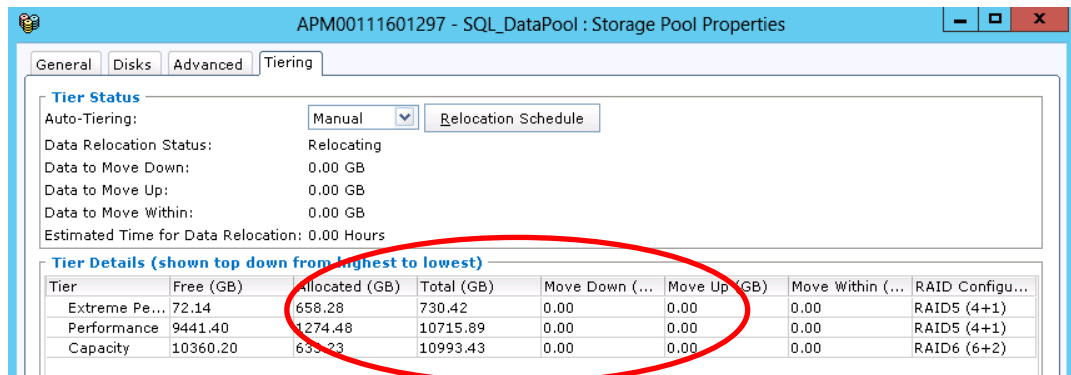 APM00111601297 - SQL_DataPool : Storage Pool Properties
General Disks Advanced Tiering
Tier Status
Auto-Tiering: Manual Relocation Schedule
Data Relocation Status: Relocating
Data to Move Down: 0.00 GB
Data to Move Up: 0.00 GB
Data to Move Within: 0.00 GB
Estimated Time for Data Relocation: 0.00 Hours
Tier Details (shown top down from highest to lowest)
Tier Free (GB) Allocated (GB) Total (GB) Move Down (... Move Up (GB) Move Within (... RAID Configu...
Extreme Pe... 72.14 658.28 730.42 0.00 0.00 0.00 RAID5 (4+1)
Performance 9441.40 1274.48 10715.89 0.00 0.00 0.00 RAID5 (4+1)
Capacity 10360.20 633.23 10993.43 0.00 0.00 0.00 RAID6 (6+2)